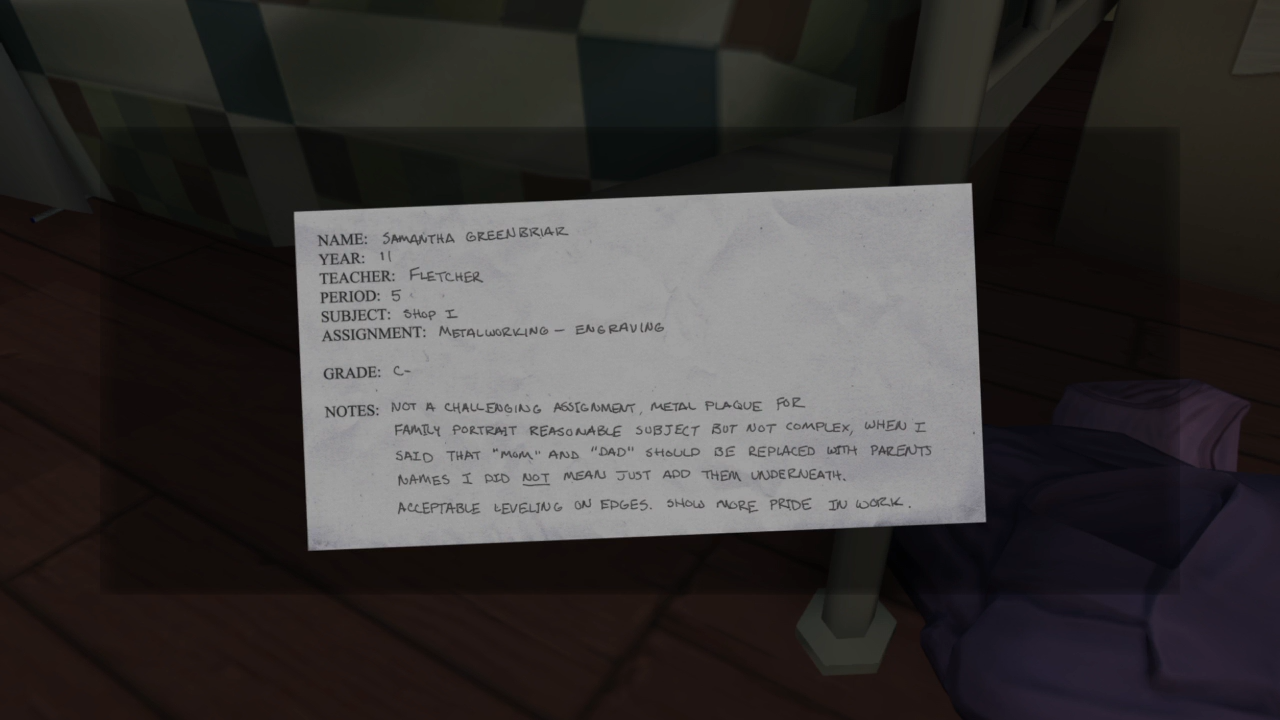 NAME: SAMANTHA GREENBRIAR
YEAR: 11
TEACHER: FLETCHER
PERIOD: 5
SUBJECT: SHOP I
ASSIGNMENT: METALWORKING — ENGRAVING
GRADE: C-
NOTES: NOT A CHALLENGING ASSIGNMENT, METAL PLAQUE FOR
FAMILY PORTRAIT REASONABLE SUBJECT BUT NOT COMPLEX, WHEN I
SAID THAT "MOM" AND "DAD" SHOULD BE REPLACED WITH PARENTS
NAMES I DID NOT MEAN JUST ADD THEM UNDERNEATH.
ACCEPTABLE LEVELING ON EDGES. SHOW MORE PRIDE IN WORK.